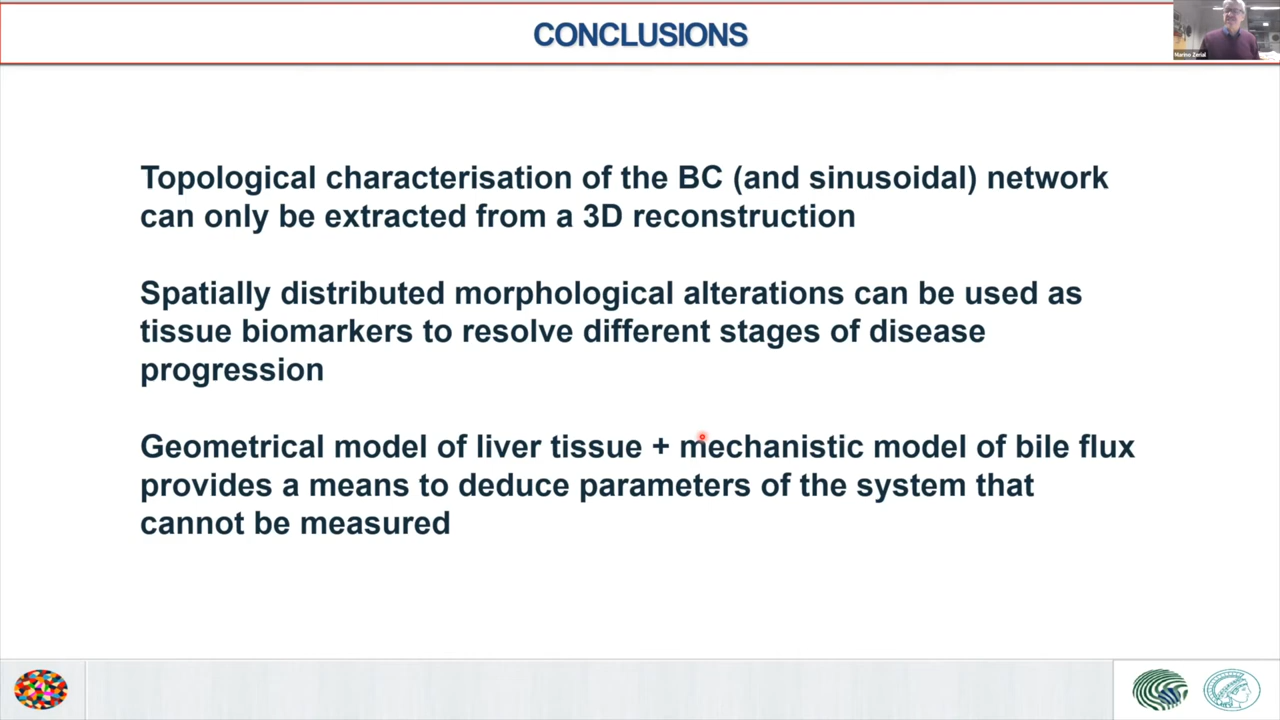 CONCLUSIONS
Marino Zerial
Topological characterisation of the BC (and sinusoidal) network
can only be extracted from a 3D reconstruction
Spatially distributed morphological alterations can be used as
tissue biomarkers to resolve different stages of disease
progression
Geometrical model of liver tissue + mechanistic model of bile flux
provides a means to deduce parameters of the system that
cannot be measured